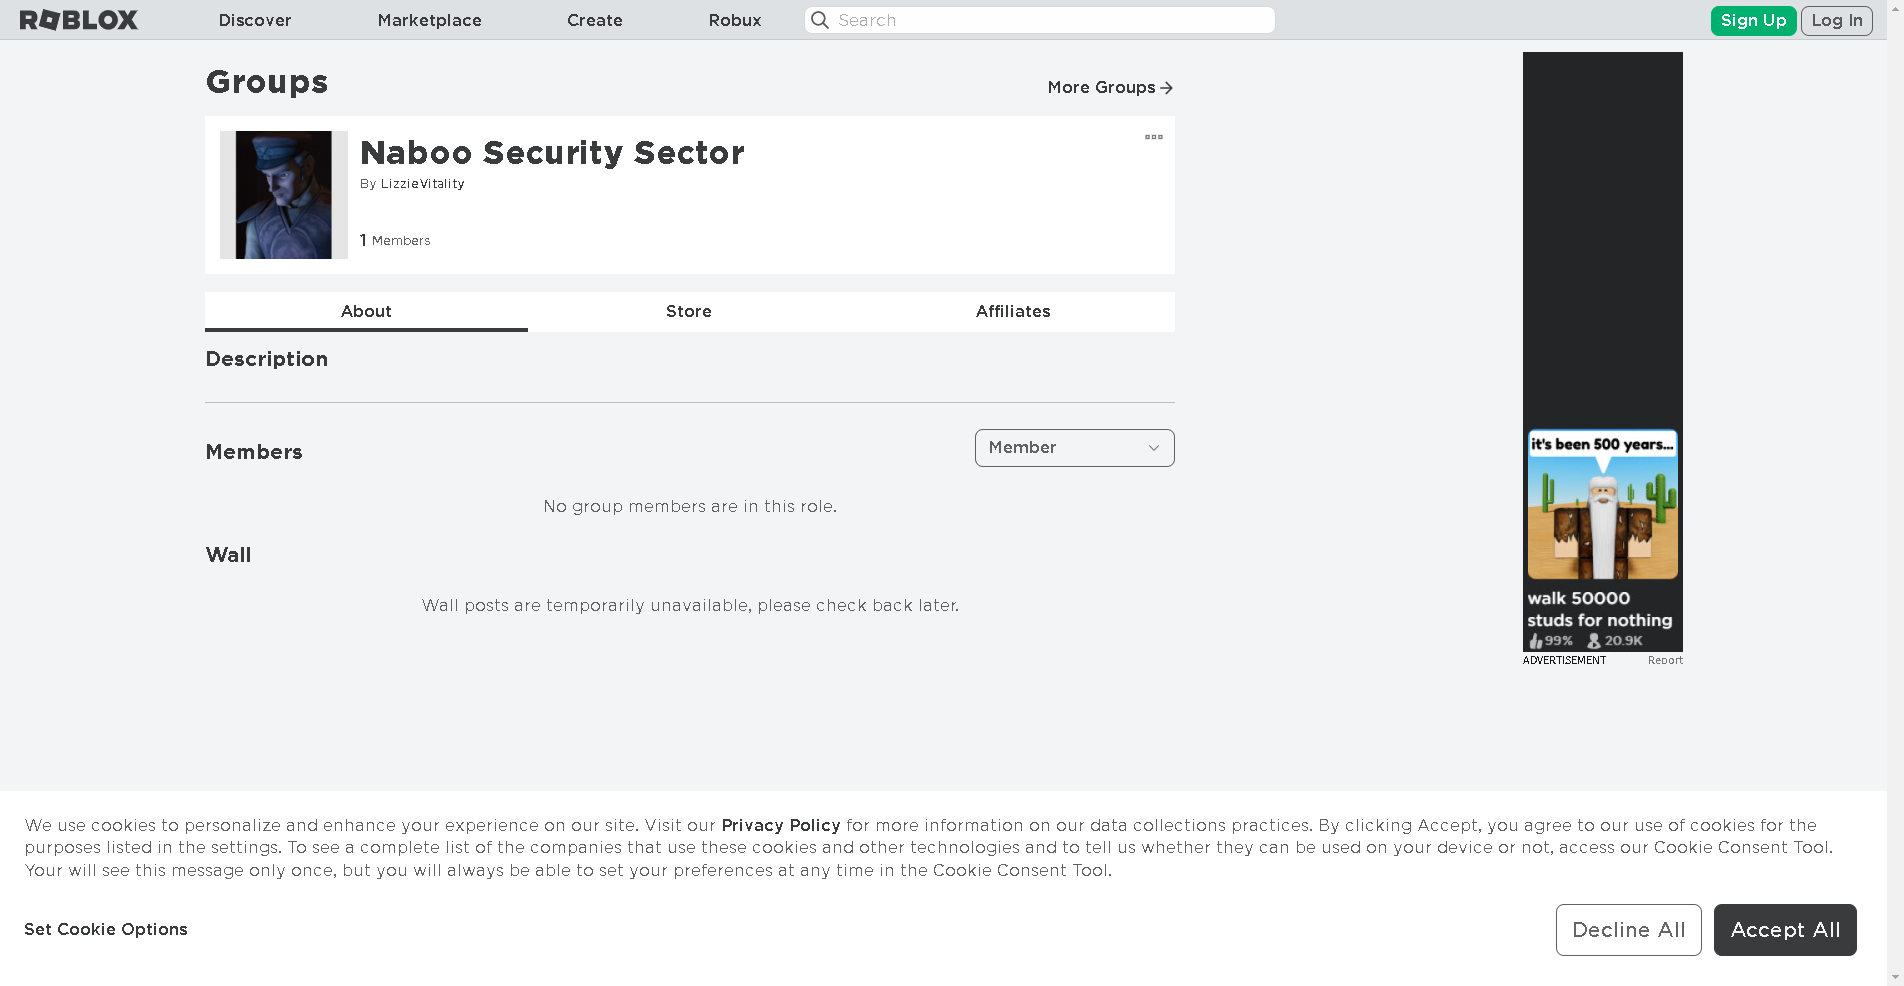 ROBLOX
Discover
Marketplace
Create
Robux
Search
Sign Up
Log In
Groups
More Groups
Naboo Security Sector
By LizzieVitality
1 Members
About
Store
Affiliates
Description
Members
Member
No group members are in this role.
Wall
Wall posts are temporarily unavailable, please check back later.
it's been 500 years...
walk 50000
studs for nothing
99% 20.9K
ADVERTISEMENT
Report
We use cookies to personalize and enhance your experience on our site. Visit our Privacy Policy for more information on our data collections practices. By clicking Accept, you agree to our use of cookies for the
purposes listed in the settings. To see a complete list of the companies that use these cookies and other technologies and to tell us whether they can be used on your device or not, access our Cookie Consent Tool.
Your will see this message only once, but you will always be able to set your preferences at any time in the Cookie Consent Tool.
Set Cookie Options
Decline All
Accept All